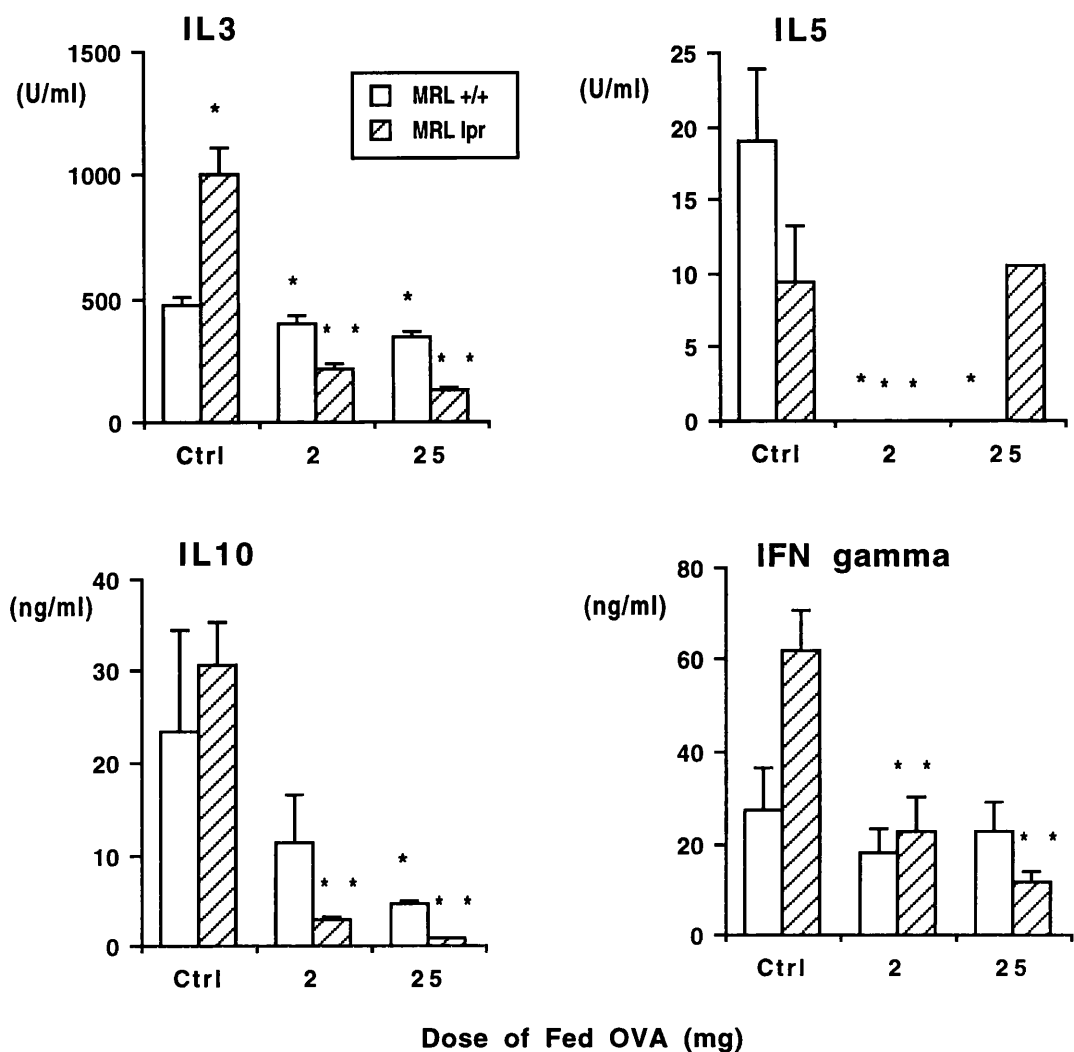 IL3
(U/ml)
1500
1000
500
0
MRL +/+
MRL lpr
*
*
* *
*
* *
Ctrl 2 25
IL5
(U/ml)
25
20
15
10
5
0
* * *
*
Ctrl 2 25
IL10
(ng/ml)
40
30
20
10
0
* *
*
* *
Ctrl 2 25
IFN gamma
(ng/ml)
80
60
40
20
0
* *
* *
Ctrl 2 25
Dose of Fed OVA (mg)